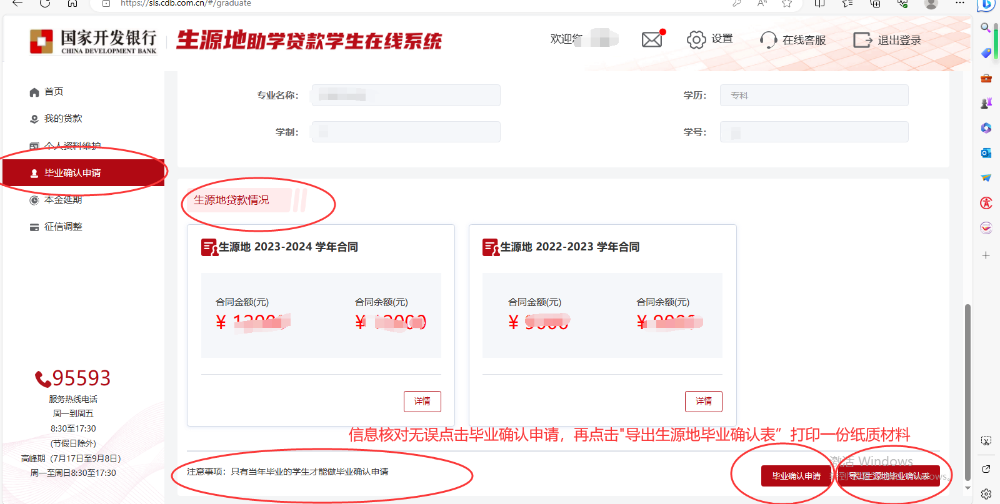 https://sls.cdb.com.cn/#/graduate
国家开发银行
CHINA DEVELOPMENT BANK
生源地助学贷款学生在线系统
欢迎您
设置
在线客服
退出登录
首页
我的贷款
个人资料维护
毕业确认申请
本金延期
征信调整
专业名称：
学历：
专科
学制：
学号：
生源地贷款情况
生源地 2023-2024 学年合同
合同金额(元)
合同余额(元)
¥
¥
详情
生源地 2022-2023 学年合同
合同金额(元)
合同余额(元)
¥
¥
详情
95593
服务热线电话
周一到周五
8:30至17:30
(节假日除外)
高峰期（7月17日至9月8日）
周一至周日8:30至17:30
信息核对无误点击毕业确认申请，再点击"导出生源地毕业确认表” 打印一份纸质材料
注意事项：只有当年毕业的学生才能做毕业确认申请
毕业确认申请
导出生源地毕业确认表
激活 Windows